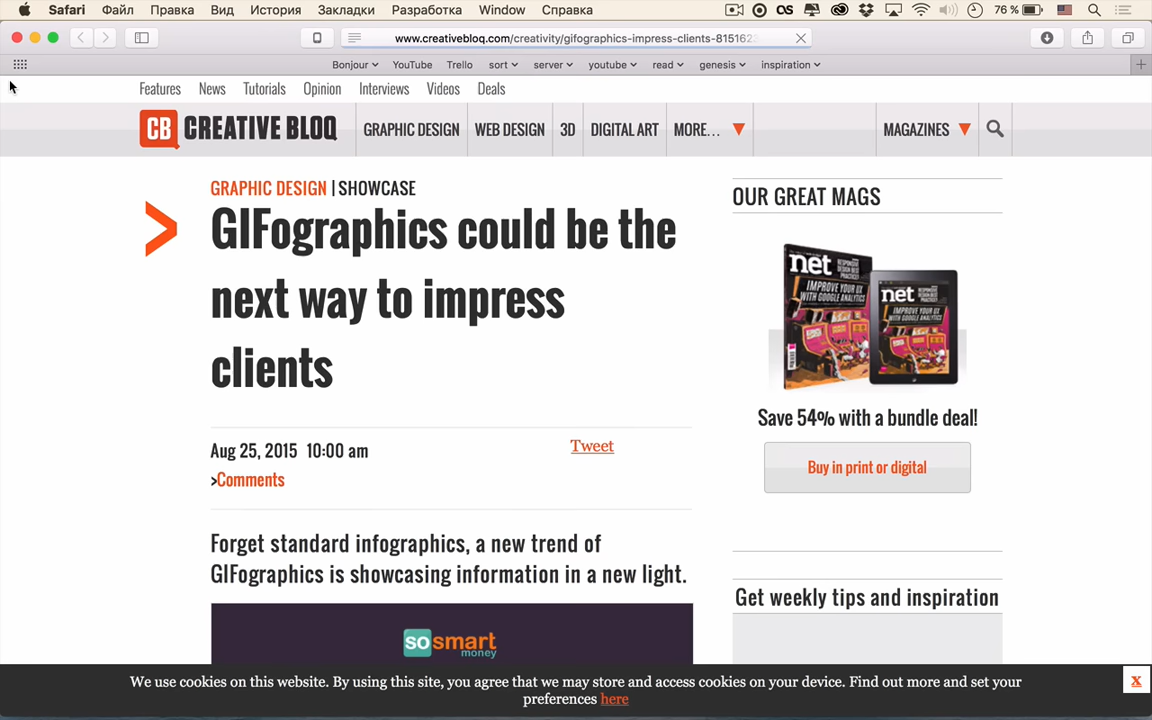 Safari Файл Правка Вид История Закладки Разработка Window Справка 76 %
www.creativebloq.com/creativity/gifographics-impress-clients-815162
Bonjour YouTube Trello sort server youtube read genesis inspiration
Features News Tutorials Opinion Interviews Videos Deals
CB CREATIVE BLOQ GRAPHIC DESIGN WEB DESIGN 3D DIGITAL ART MORE... MAGAZINES
GRAPHIC DESIGN | SHOWCASE
> GIFographics could be the
next way to impress
clients
Aug 25, 2015 10:00 am
Tweet
>Comments
Forget standard infographics, a new trend of
GIFographics is showcasing information in a new light.
so smart
money
OUR GREAT MAGS
net
IMPROVE YOUR UX
WITH GOOGLE ANALYTICS
net
IMPROVE YOUR UX
WITH GOOGLE ANALYTICS
Save 54% with a bundle deal!
Buy in print or digital
Get weekly tips and inspiration
We use cookies on this website. By using this site, you agree that we may store and access cookies on your device. Find out more and set your
preferences here
x